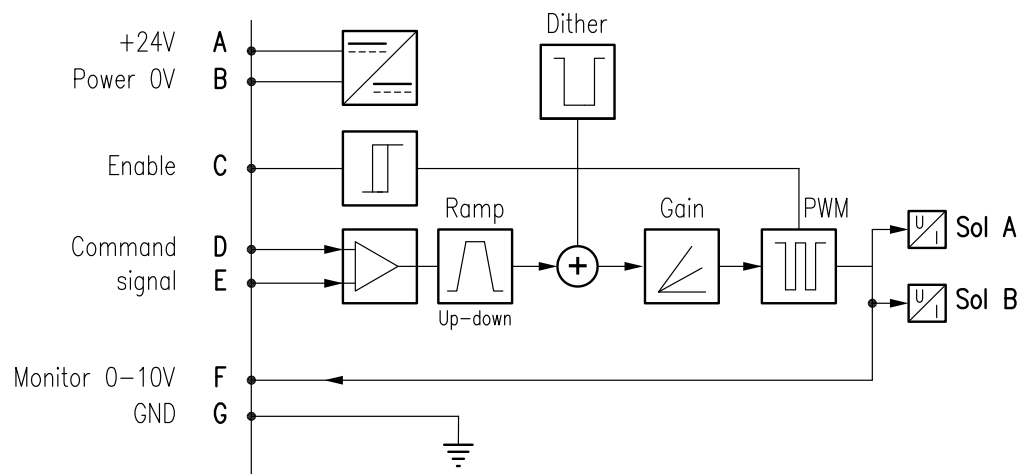 Dither
+24V A
Power 0V B
Enable C
Ramp Gain PWM
Command D
signal E
U I Sol A
U I Sol B
Up-down
+
Monitor 0-10V F
GND G